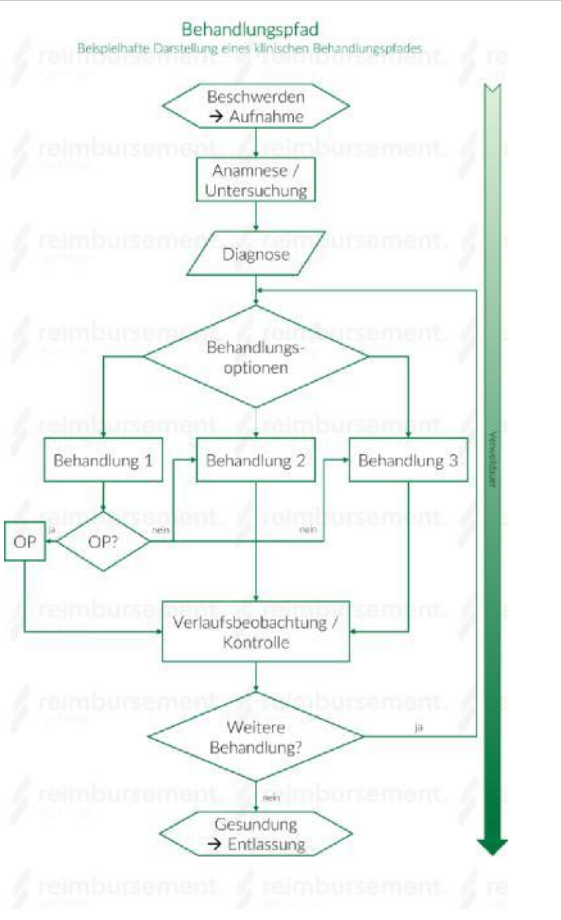 Behandlungspfad
Beispielhafte Darstellung eines klinischen Behandlungspfades
Beschwerden
→ Aufnahme
Anamnese /
Untersuchung
Diagnose
Behandlungs-
optionen
Behandlung 1
Behandlung 2
Behandlung 3
OP
ja
OP?
nein
nein
Verlaufsbeobachtung /
Kontrolle
Weitere
Behandlung?
ja
nein
Gesundung
→ Entlassung
Verweildauer
reimbursement.